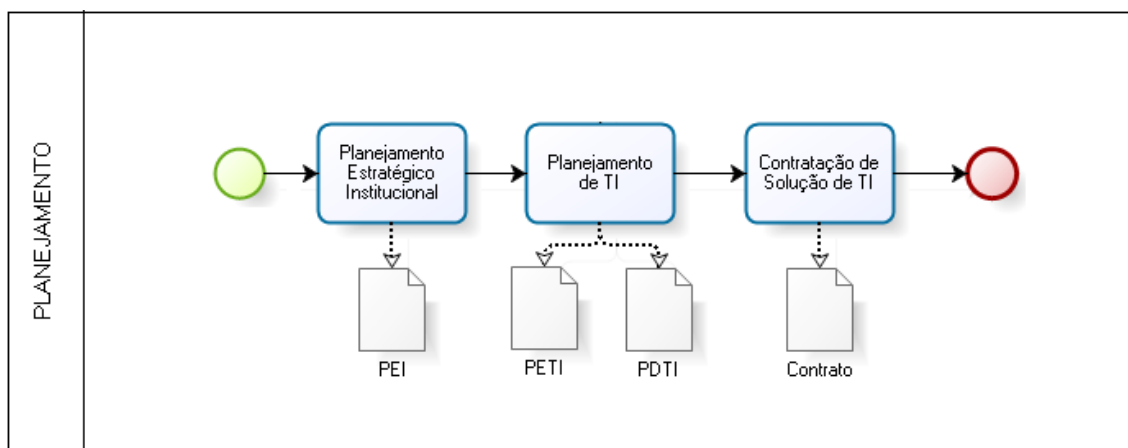 PLANEJAMENTO
Planejamento
Estratégico
Institucional
Planejamento
de TI
Contratação de
Solução de TI
PEI
PETI
PDTI
Contrato